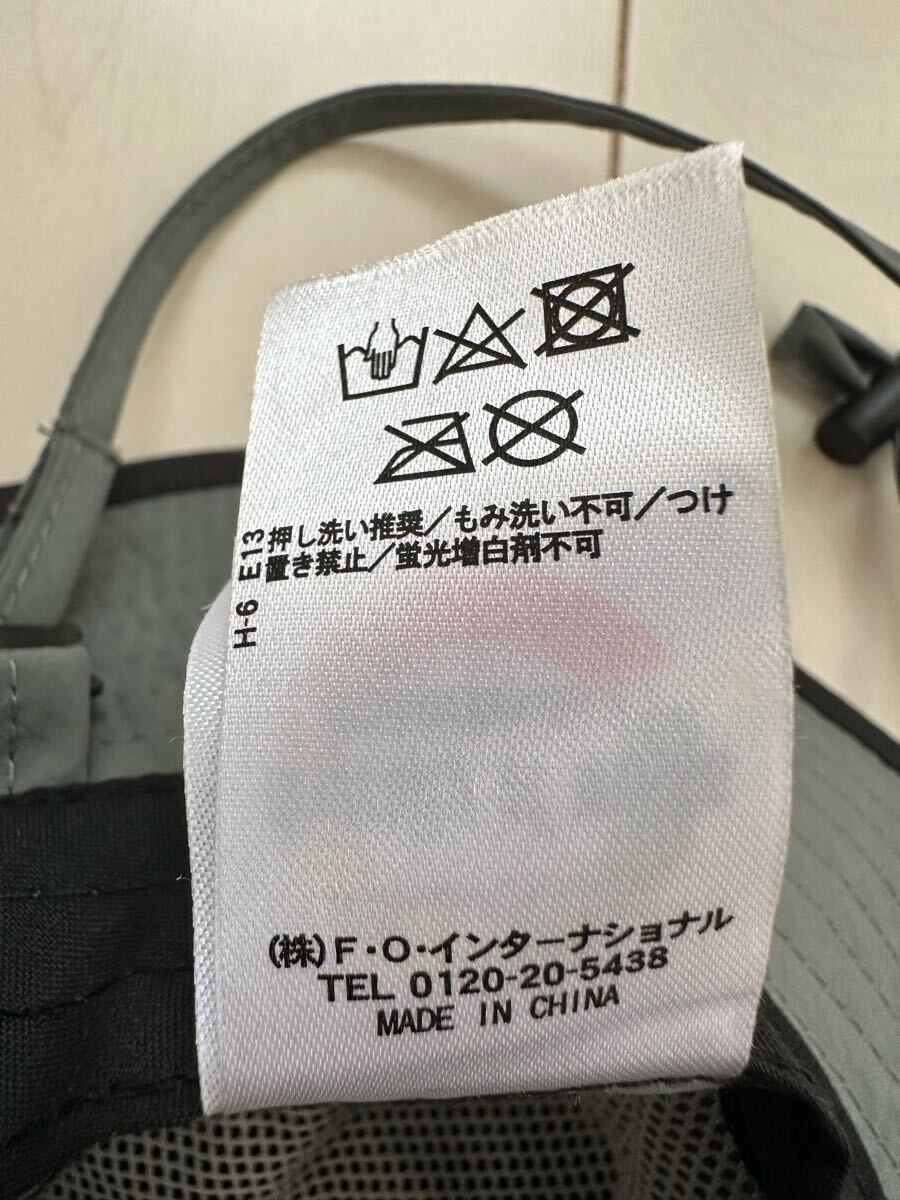 E13 押し洗い推奨/もみ洗い不可/つけ
H-6 置き禁止/蛍光増白剤不可
(株)F・O・インターナショナル
TEL 0120-20-5438
MADE IN CHINA